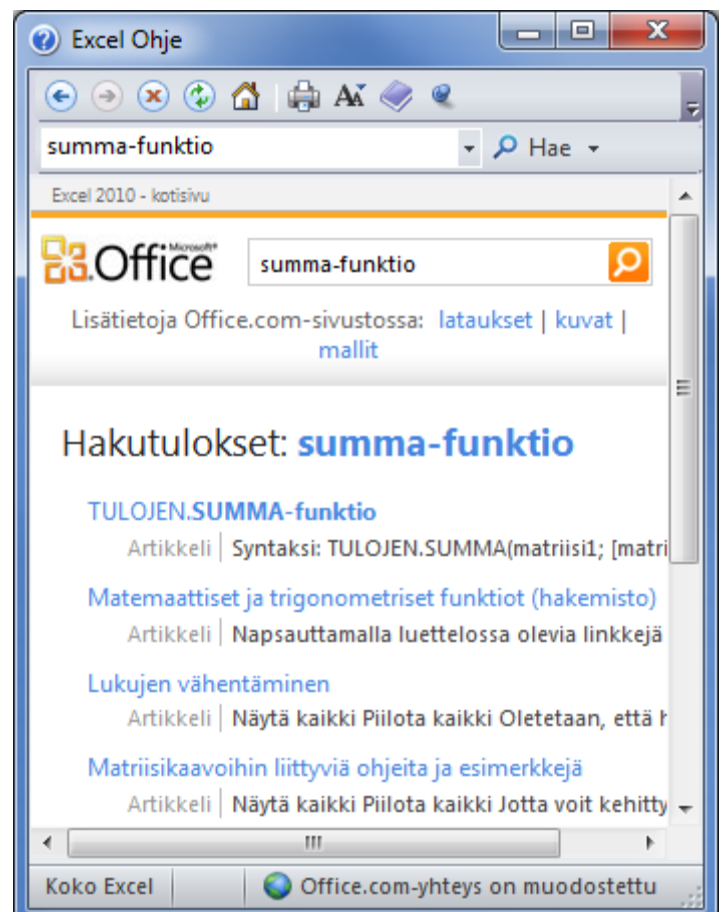 Excel Ohje
summa-funktio
Hae
Excel 2010 - kotisivu
Microsoft®
Office
summa-funktio
Lisätietoja Office.com-sivustossa: lataukset | kuvat |
mallit
Hakutulokset: summa-funktio
TULOJEN.SUMMA-funktio
Artikkeli | Syntaksi: TULOJEN.SUMMA(matriisi1; [matri
Matemaattiset ja trigonometriset funktiot (hakemisto)
Artikkeli | Napsauttamalla luettelossa olevia linkkejä
Lukujen vähentäminen
Artikkeli | Näytä kaikki Piilota kaikki Oletetaan, että h
Matriisikaavoihin liittyviä ohjeita ja esimerkkejä
Artikkeli | Näytä kaikki Piilota kaikki Jotta voit kehitty
Koko Excel
Office.com-yhteys on muodostettu